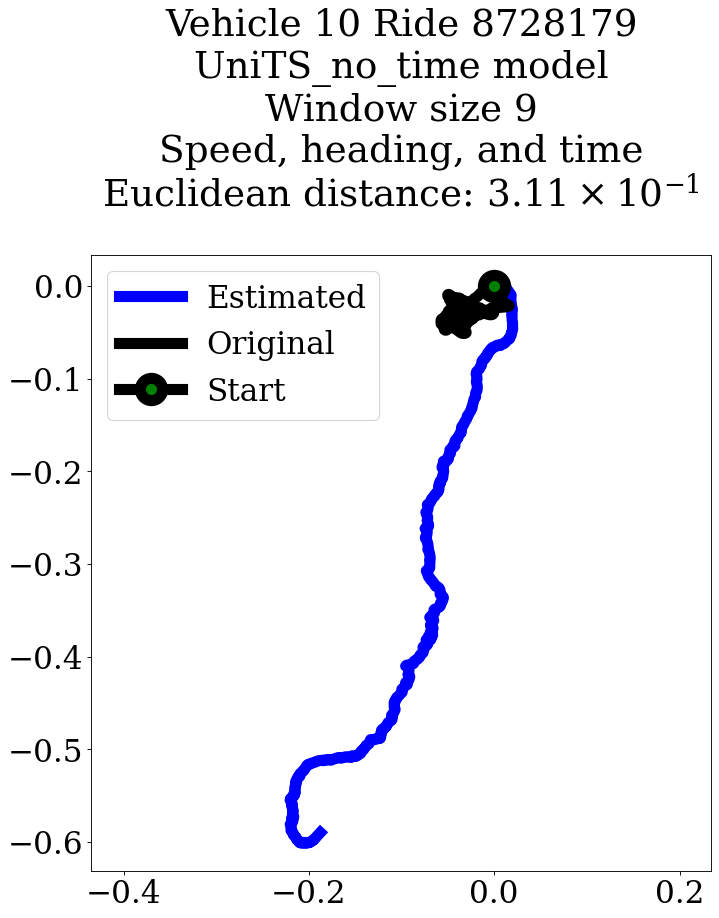 Vehicle 10 Ride 8728179
UniTS_no_time model
Window size 9
Speed, heading, and time
Euclidean distance: 3.11 × 10⁻¹
Estimated
Original
Start
0.0
−0.1
−0.2
−0.3
−0.4
−0.5
−0.6
−0.4 −0.2 0.0 0.2